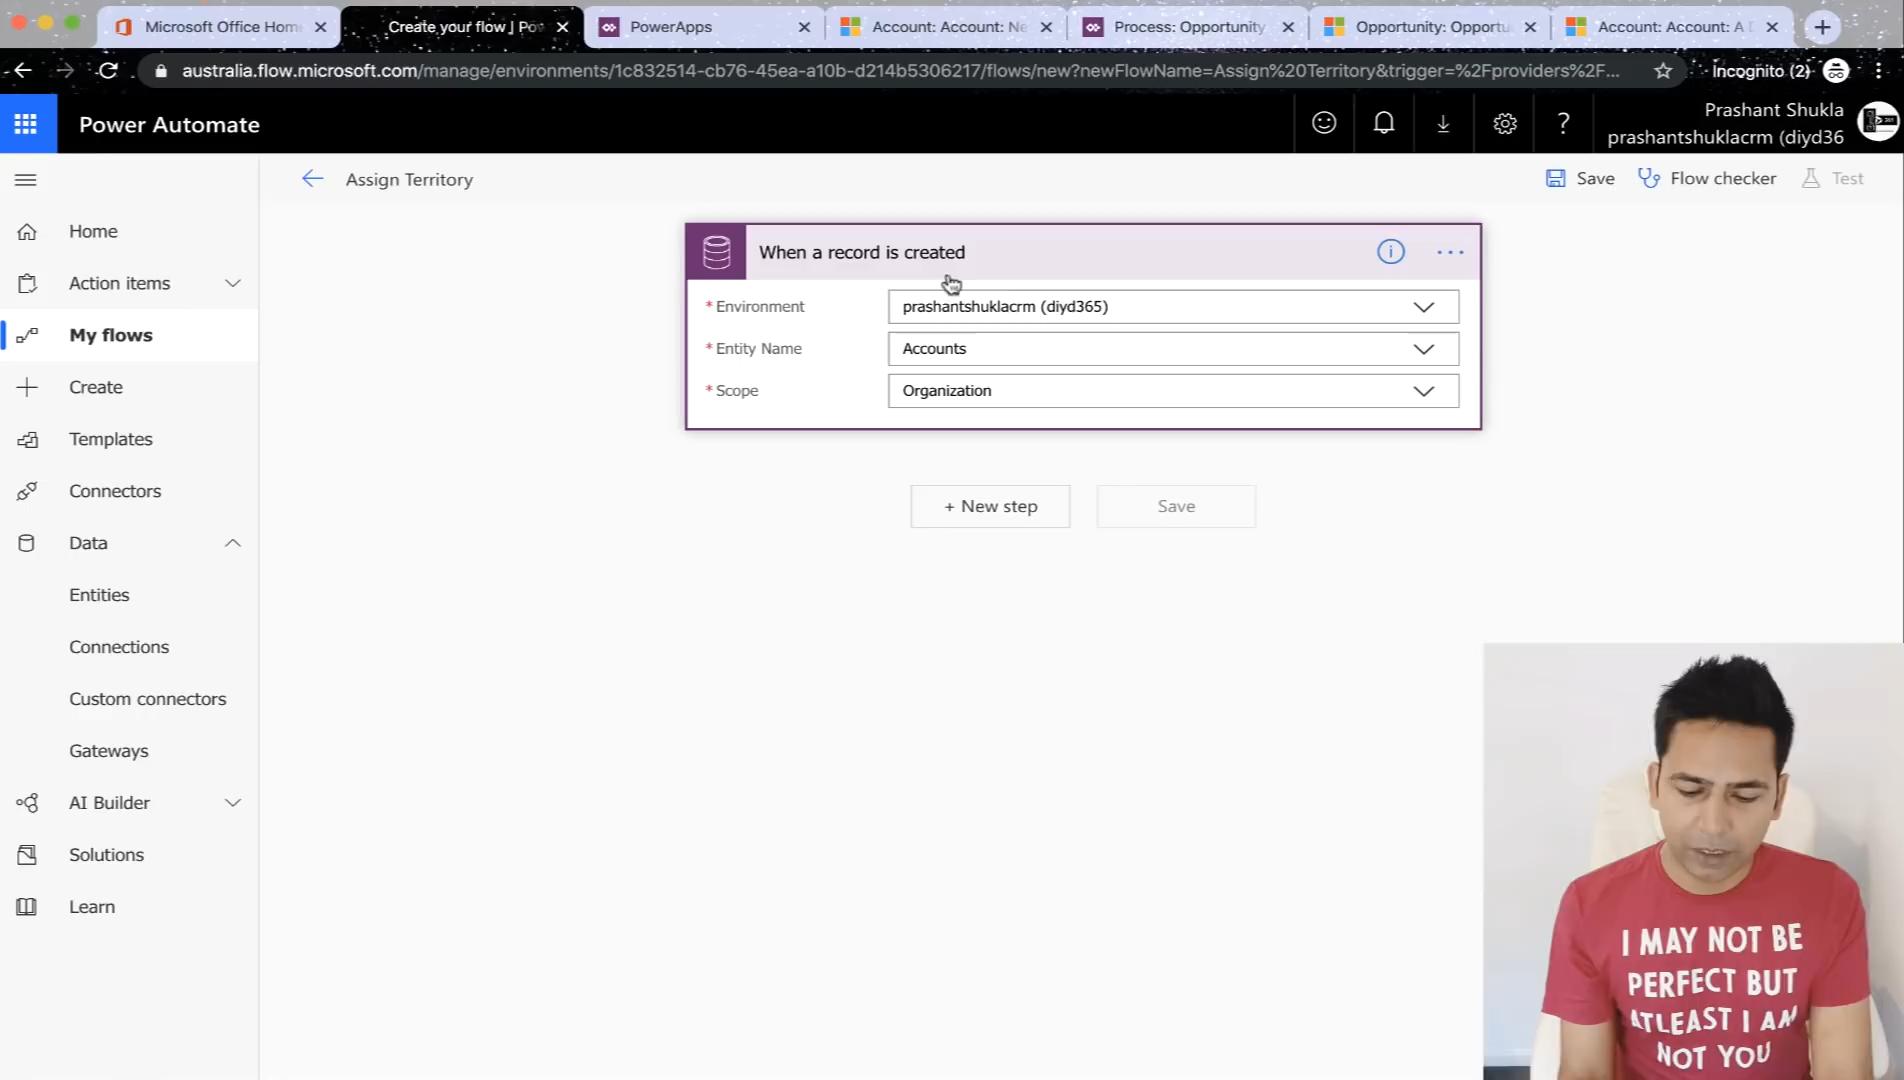 Microsoft Office Hom
Create your flow | Po
PowerApps
Account: Account: Ne
Process: Opportunity
Opportunity: Opportu
Account: Account: A D
australia.flow.microsoft.com/manage/environments/1c832514-cb76-45ea-a10b-d214b5306217/flows/new?newFlowName=Assign%20Territory&trigger=%2Fproviders%2F...
Incognito (2)
Power Automate
Prashant Shukla
prashantshuklacrm (diyd36
Assign Territory
Save
Flow checker
Test
Home
Action items
My flows
Create
Templates
Connectors
Data
Entities
Connections
Custom connectors
Gateways
AI Builder
Solutions
Learn
When a record is created
* Environment
prashantshuklacrm (diyd365)
* Entity Name
Accounts
* Scope
Organization
+ New step
Save
I MAY NOT BE
PERFECT BUT
ATLEAST I AM
NOT YOU